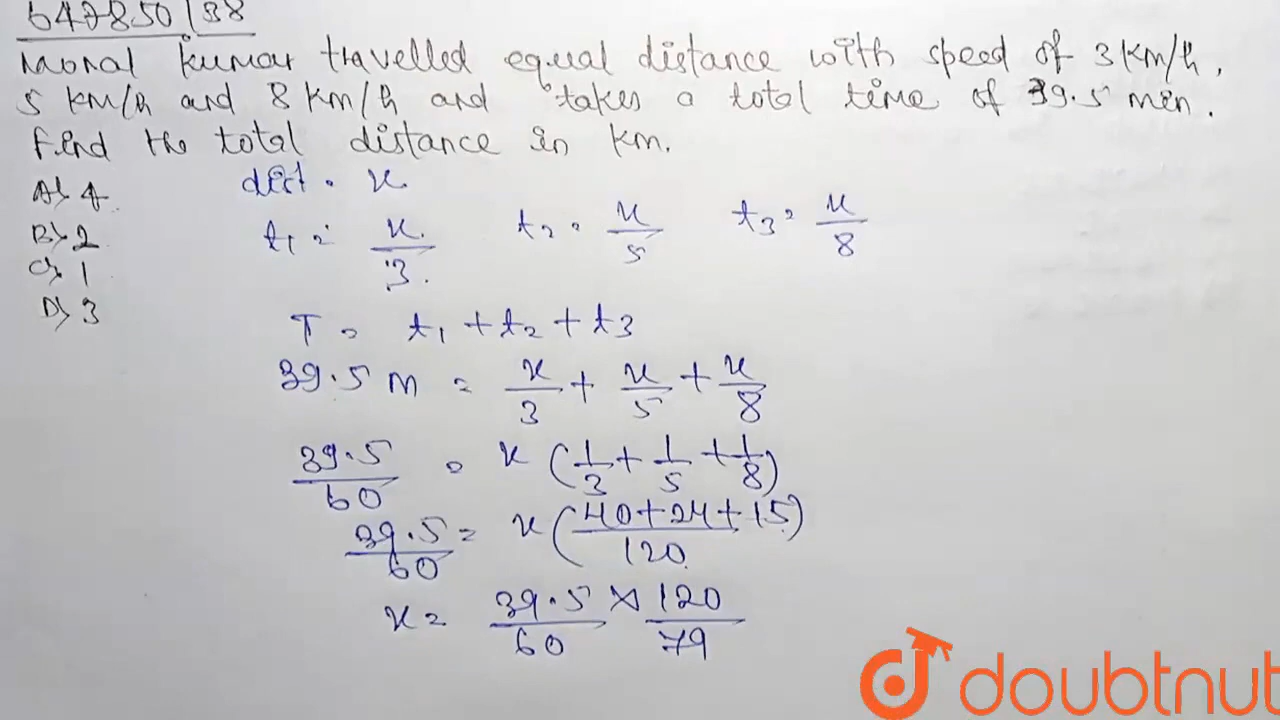 647850/38
Monal kumar travelled equal distance with speed of 3 KM/h,
5 KM/h and 8 KM/h and takes a total time of 39.5 min.
Find the total distance in km.
A> 4
B> 2
C> 1
D> 3
dist = x
t1 = x/3 t2 = x/5 t3 = x/8
T = t1 + t2 + t3
39.5 M = x/3 + x/5 + x/8
39.5/60 = x (1/3 + 1/5 + 1/8)
39.5/60 = x (40+24+15/120)
x = 39.5/60 × 120/79
doubtnut